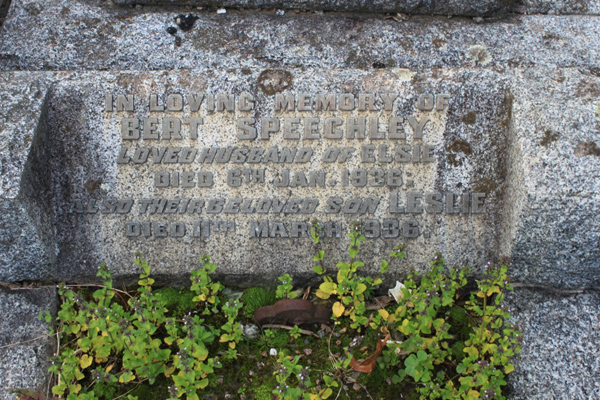 IN LOVING MEMORY OF
BERT SPEECHLEY
LOVED HUSBAND OF ELSIE
DIED 6TH JAN. 1926.
ALSO THEIR BELOVED SON LESLIE
DIED 11TH MARCH 1936.